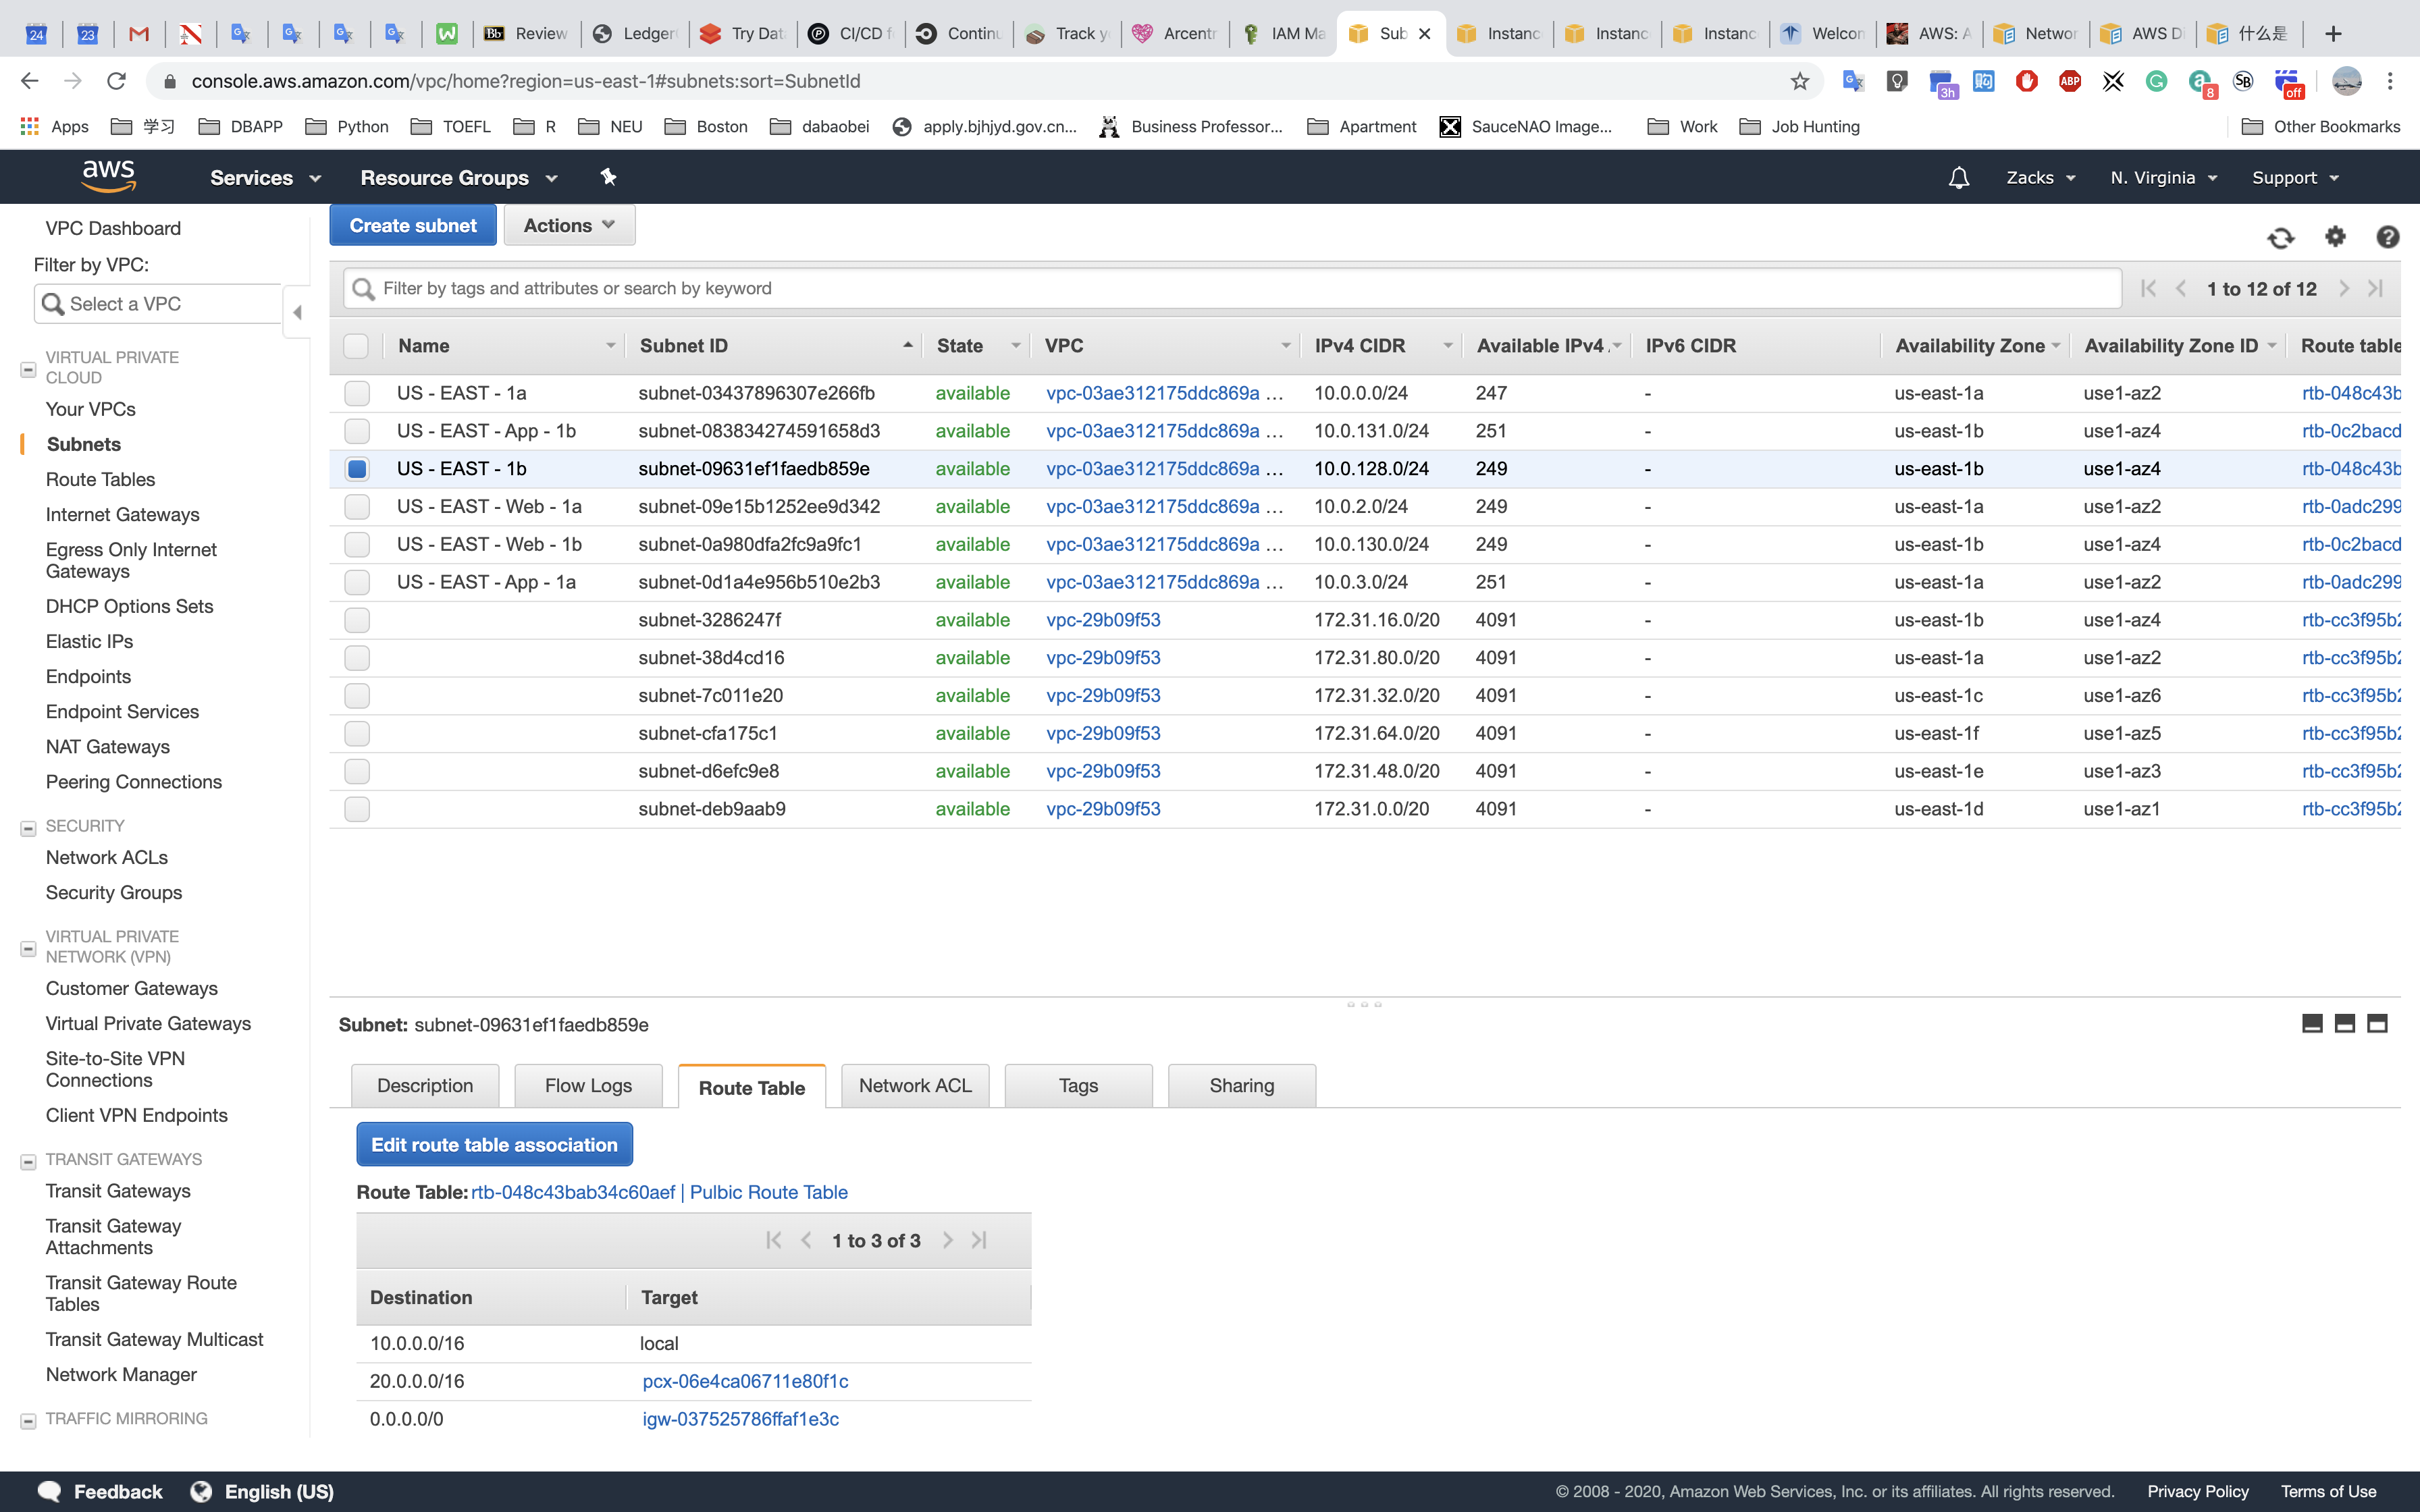 24
23
Bb Review
Ledger
Try Dat
CI/CD f
Continu
Track y
Arcentr
IAM Ma
Sub
Instanc
Instanc
Instanc
Welcon
AWS: A
Networ
AWS D
什么是
console.aws.amazon.com/vpc/home?region=us-east-1#subnets:sort=SubnetId
3h
ABP
8
SB
off
Apps 学习 DBAPP Python TOEFL R NEU Boston dabaobei apply.bjhjyd.gov.cn... Business Professor... Apartment SauceNAO Image... Work Job Hunting Other Bookmarks
aws Services Resource Groups Zacks N. Virginia Support
VPC Dashboard
Filter by VPC:
Select a VPC
VIRTUAL PRIVATE
CLOUD
Your VPCs
Subnets
Route Tables
Internet Gateways
Egress Only Internet
Gateways
DHCP Options Sets
Elastic IPs
Endpoints
Endpoint Services
NAT Gateways
Peering Connections
SECURITY
Network ACLs
Security Groups
VIRTUAL PRIVATE
NETWORK (VPN)
Customer Gateways
Virtual Private Gateways
Site-to-Site VPN
Connections
Client VPN Endpoints
TRANSIT GATEWAYS
Transit Gateways
Transit Gateway
Attachments
Transit Gateway Route
Tables
Transit Gateway Multicast
Network Manager
TRAFFIC MIRRORING
Create subnet Actions
Filter by tags and attributes or search by keyword 1 to 12 of 12
Name Subnet ID State VPC IPv4 CIDR Available IPv4 IPv6 CIDR Availability Zone Availability Zone ID Route table
US - EAST - 1a subnet-03437896307e266fb available vpc-03ae312175ddc869a ... 10.0.0.0/24 247 - us-east-1a use1-az2 rtb-048c43b
US - EAST - App - 1b subnet-083834274591658d3 available vpc-03ae312175ddc869a ... 10.0.131.0/24 251 - us-east-1b use1-az4 rtb-0c2bacd
US - EAST - 1b subnet-09631ef1faedb859e available vpc-03ae312175ddc869a ... 10.0.128.0/24 249 - us-east-1b use1-az4 rtb-048c43b
US - EAST - Web - 1a subnet-09e15b1252ee9d342 available vpc-03ae312175ddc869a ... 10.0.2.0/24 249 - us-east-1a use1-az2 rtb-0adc299
US - EAST - Web - 1b subnet-0a980dfa2fc9a9fc1 available vpc-03ae312175ddc869a ... 10.0.130.0/24 249 - us-east-1b use1-az4 rtb-0c2bacd
US - EAST - App - 1a subnet-0d1a4e956b510e2b3 available vpc-03ae312175ddc869a ... 10.0.3.0/24 251 - us-east-1a use1-az2 rtb-0adc299
subnet-3286247f available vpc-29b09f53 172.31.16.0/20 4091 - us-east-1b use1-az4 rtb-cc3f95b2
subnet-38d4cd16 available vpc-29b09f53 172.31.80.0/20 4091 - us-east-1a use1-az2 rtb-cc3f95b2
subnet-7c011e20 available vpc-29b09f53 172.31.32.0/20 4091 - us-east-1c use1-az6 rtb-cc3f95b2
subnet-cfa175c1 available vpc-29b09f53 172.31.64.0/20 4091 - us-east-1f use1-az5 rtb-cc3f95b2
subnet-d6efc9e8 available vpc-29b09f53 172.31.48.0/20 4091 - us-east-1e use1-az3 rtb-cc3f95b2
subnet-deb9aab9 available vpc-29b09f53 172.31.0.0/20 4091 - us-east-1d use1-az1 rtb-cc3f95b2
Subnet: subnet-09631ef1faedb859e
Description Flow Logs Route Table Network ACL Tags Sharing
Edit route table association
Route Table: rtb-048c43bab34c60aef | Pulbic Route Table
1 to 3 of 3
Destination Target
10.0.0.0/16 local
20.0.0.0/16 pcx-06e4ca06711e80f1c
0.0.0.0/0 igw-037525786ffaf1e3c
Feedback English (US) © 2008 - 2020, Amazon Web Services, Inc. or its affiliates. All rights reserved. Privacy Policy Terms of Use